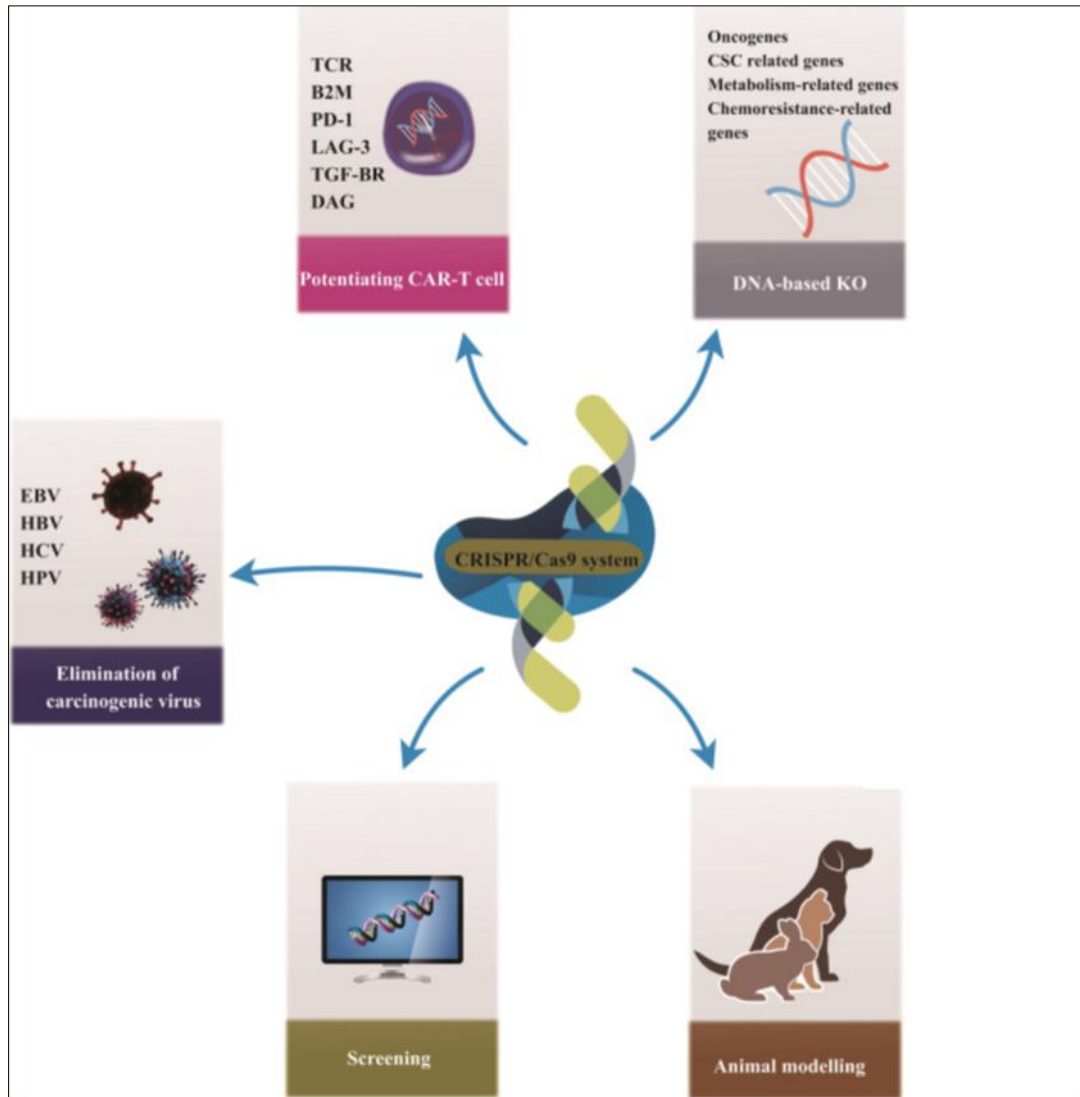 TCR
B2M
PD-1
LAG-3
TGF-BR
DAG
Potentiating CAR-T cell
Oncogenes
CSC related genes
Metabolism-related genes
Chemoresistance-related
genes
DNA-based KO
EBV
HBV
HCV
HPV
Elimination of
carcinogenic virus
CRISPR/Cas9 system
Screening
Animal modelling